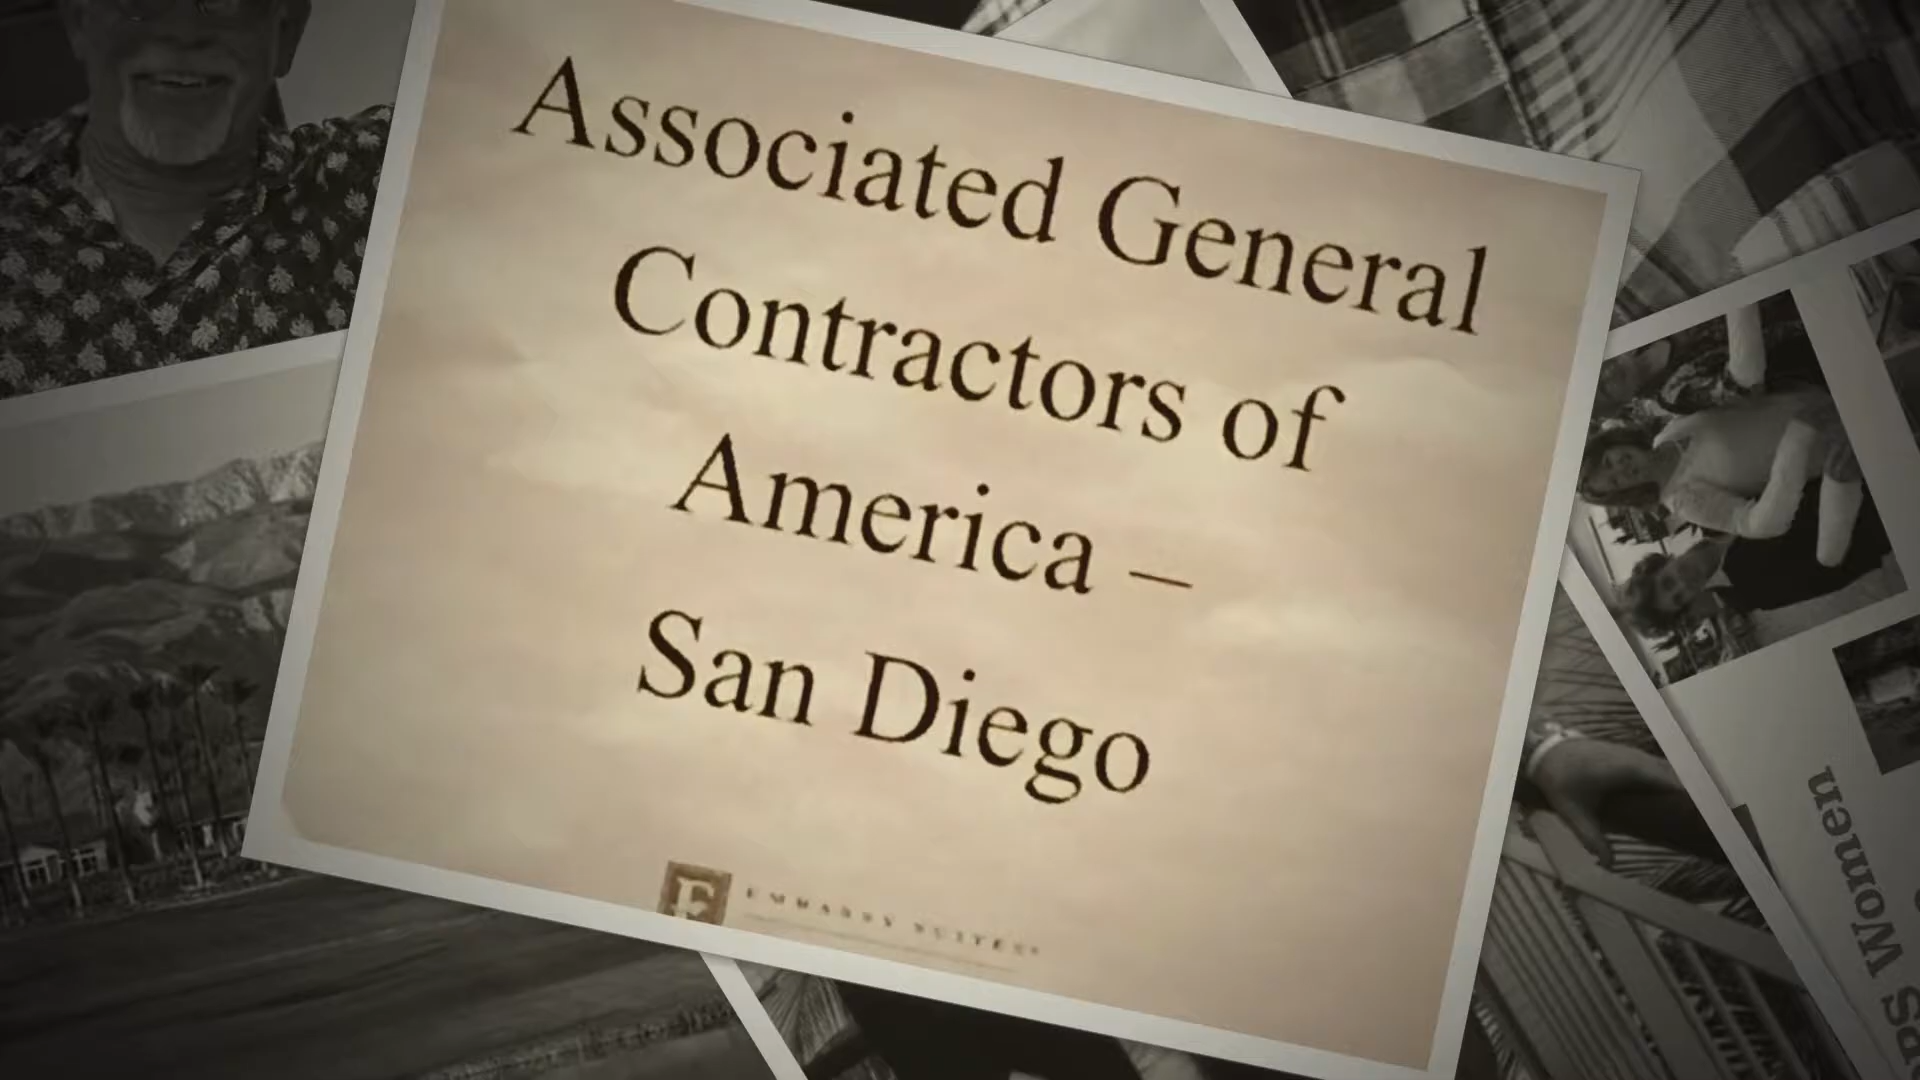 Associated General
Contractors of
America –
San Diego
E EMBASSY SUITES®
Women